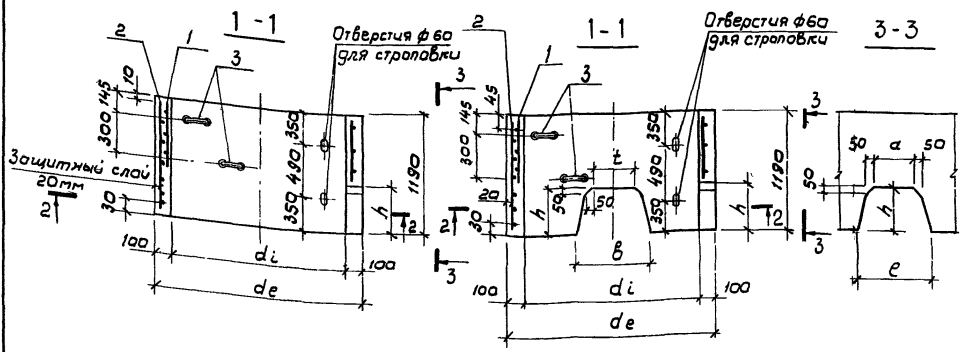 1-1
2
1
3
Отверстия ф60
для строповки
10
145
300
Защитный слой
20мм
2
30
350
490
350
1190
h
2
100
di
100
de
3
3
1-1
2
1
3
Отверстия ф60
для строповки
45
145
300
20
2
30
t
50
50
h
в
350
490
350
1190
h
2
100
di
100
de
3-3
3
3
50
а
50
50
h
е